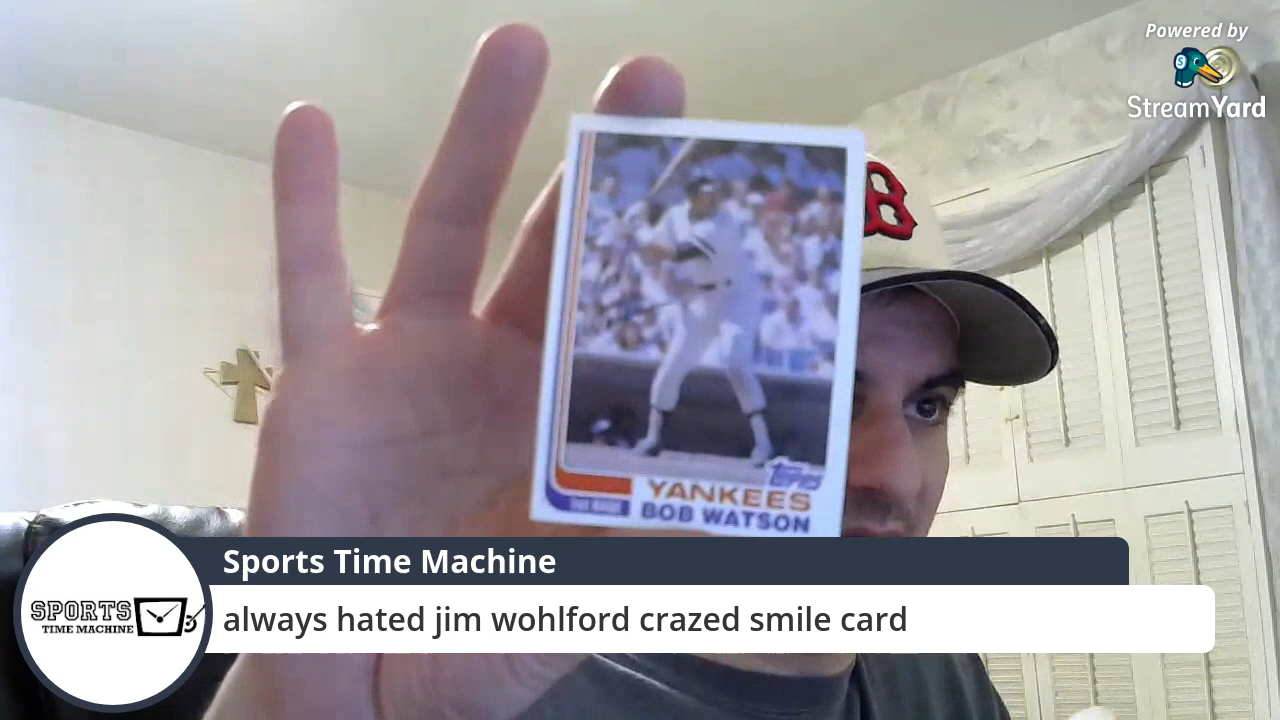 Powered by
StreamYard
B
Topps
YANKEES
BOB WATSON
Sports Time Machine
always hated jim wohlford crazed smile card
SPORTS
TIME MACHINE